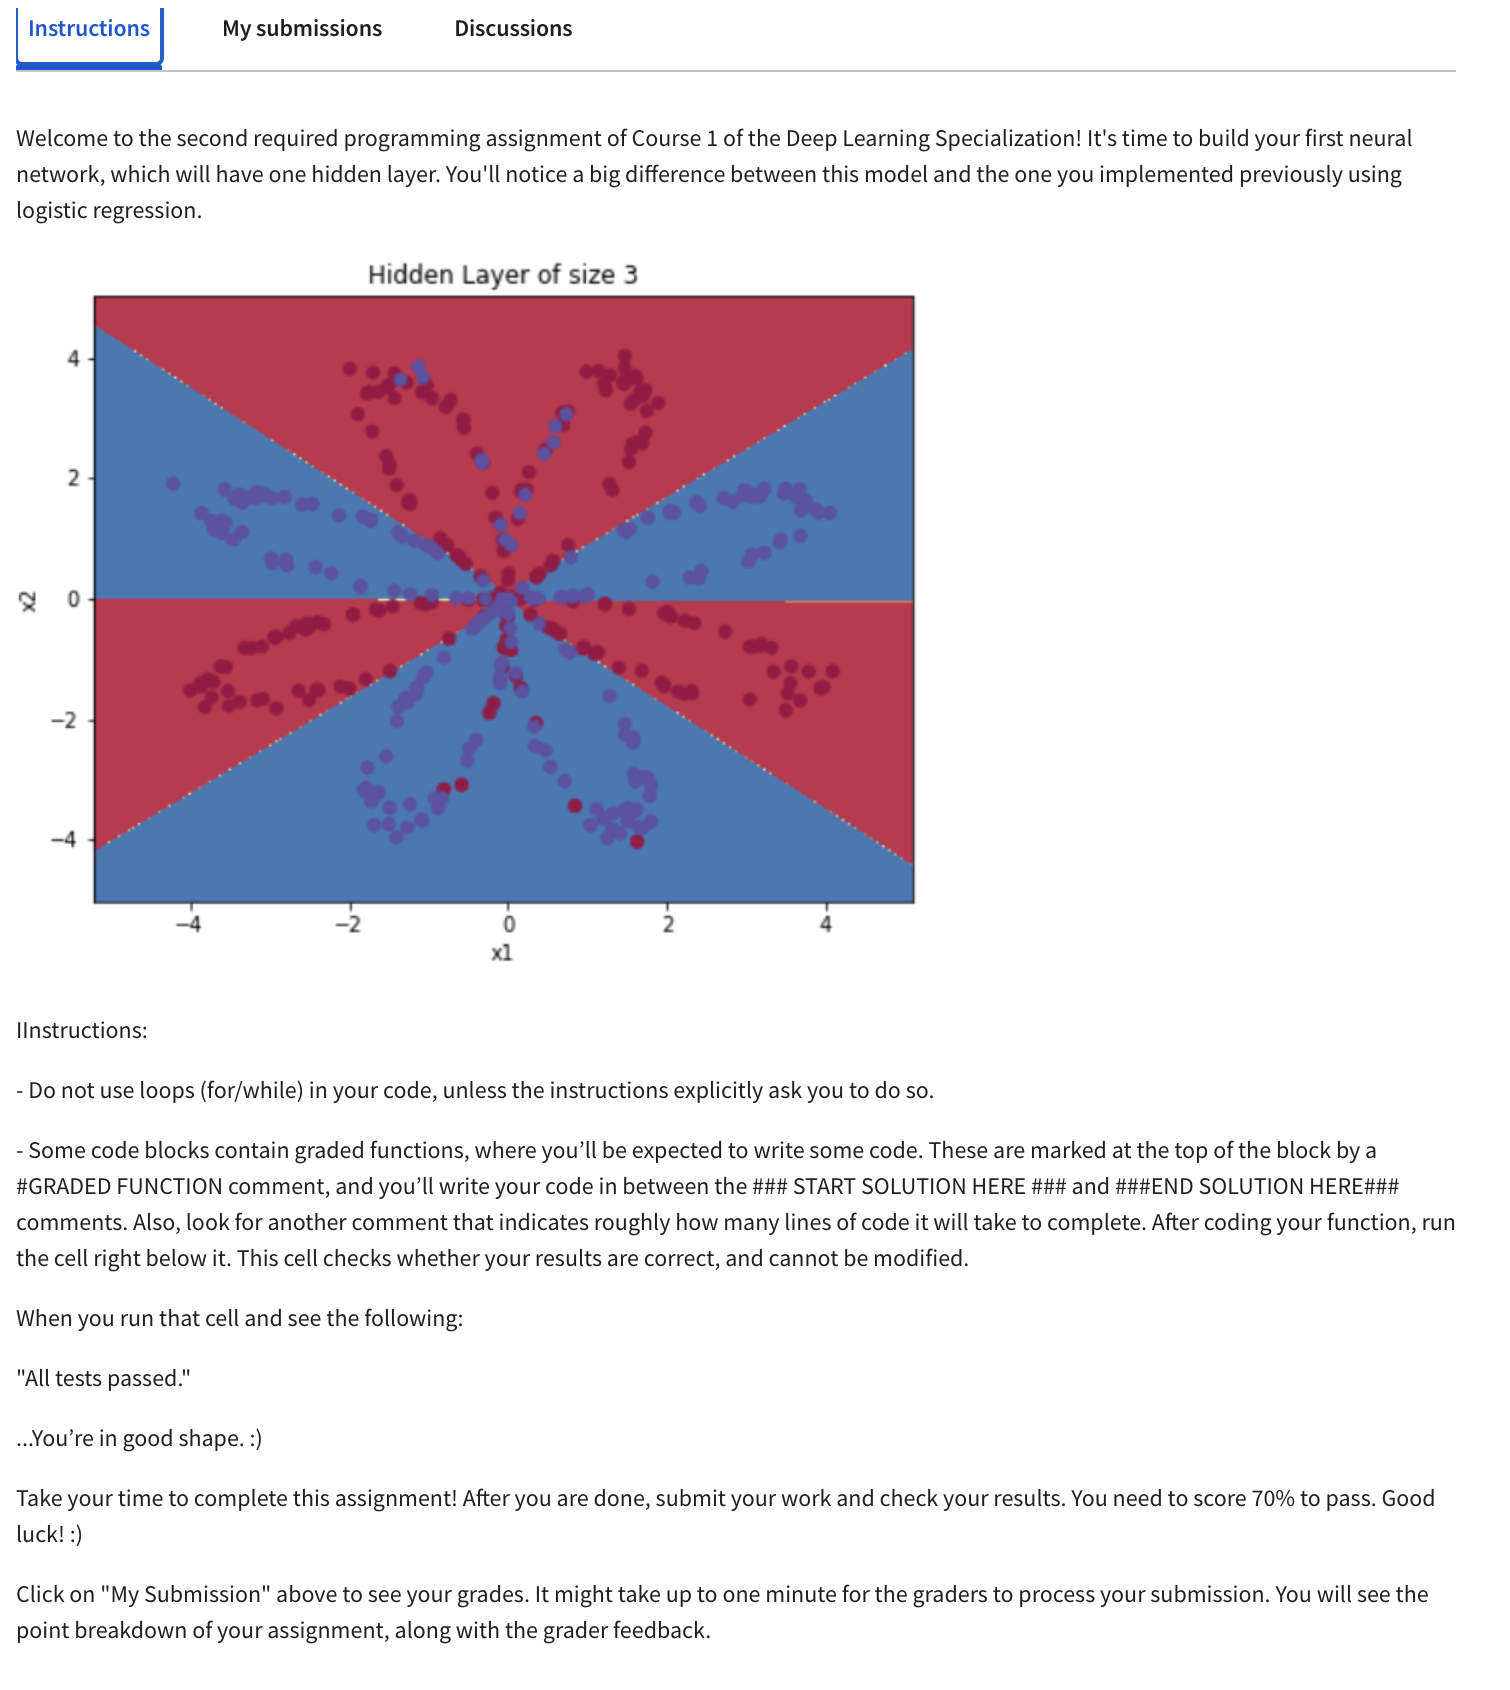 Instructions My submissions Discussions
Welcome to the second required programming assignment of Course 1 of the Deep Learning Specialization! It's time to build your first neural
network, which will have one hidden layer. You'll notice a big difference between this model and the one you implemented previously using
logistic regression.
Hidden Layer of size 3
4
2
0
−2
−4
x2
−4 −2 0 2 4
x1
IInstructions:
- Do not use loops (for/while) in your code, unless the instructions explicitly ask you to do so.
- Some code blocks contain graded functions, where you’ll be expected to write some code. These are marked at the top of the block by a
#GRADED FUNCTION comment, and you’ll write your code in between the ### START SOLUTION HERE ### and ###END SOLUTION HERE###
comments. Also, look for another comment that indicates roughly how many lines of code it will take to complete. After coding your function, run
the cell right below it. This cell checks whether your results are correct, and cannot be modified.
When you run that cell and see the following:
"All tests passed."
...You’re in good shape. :)
Take your time to complete this assignment! After you are done, submit your work and check your results. You need to score 70% to pass. Good
luck! :)
Click on "My Submission" above to see your grades. It might take up to one minute for the graders to process your submission. You will see the
point breakdown of your assignment, along with the grader feedback.